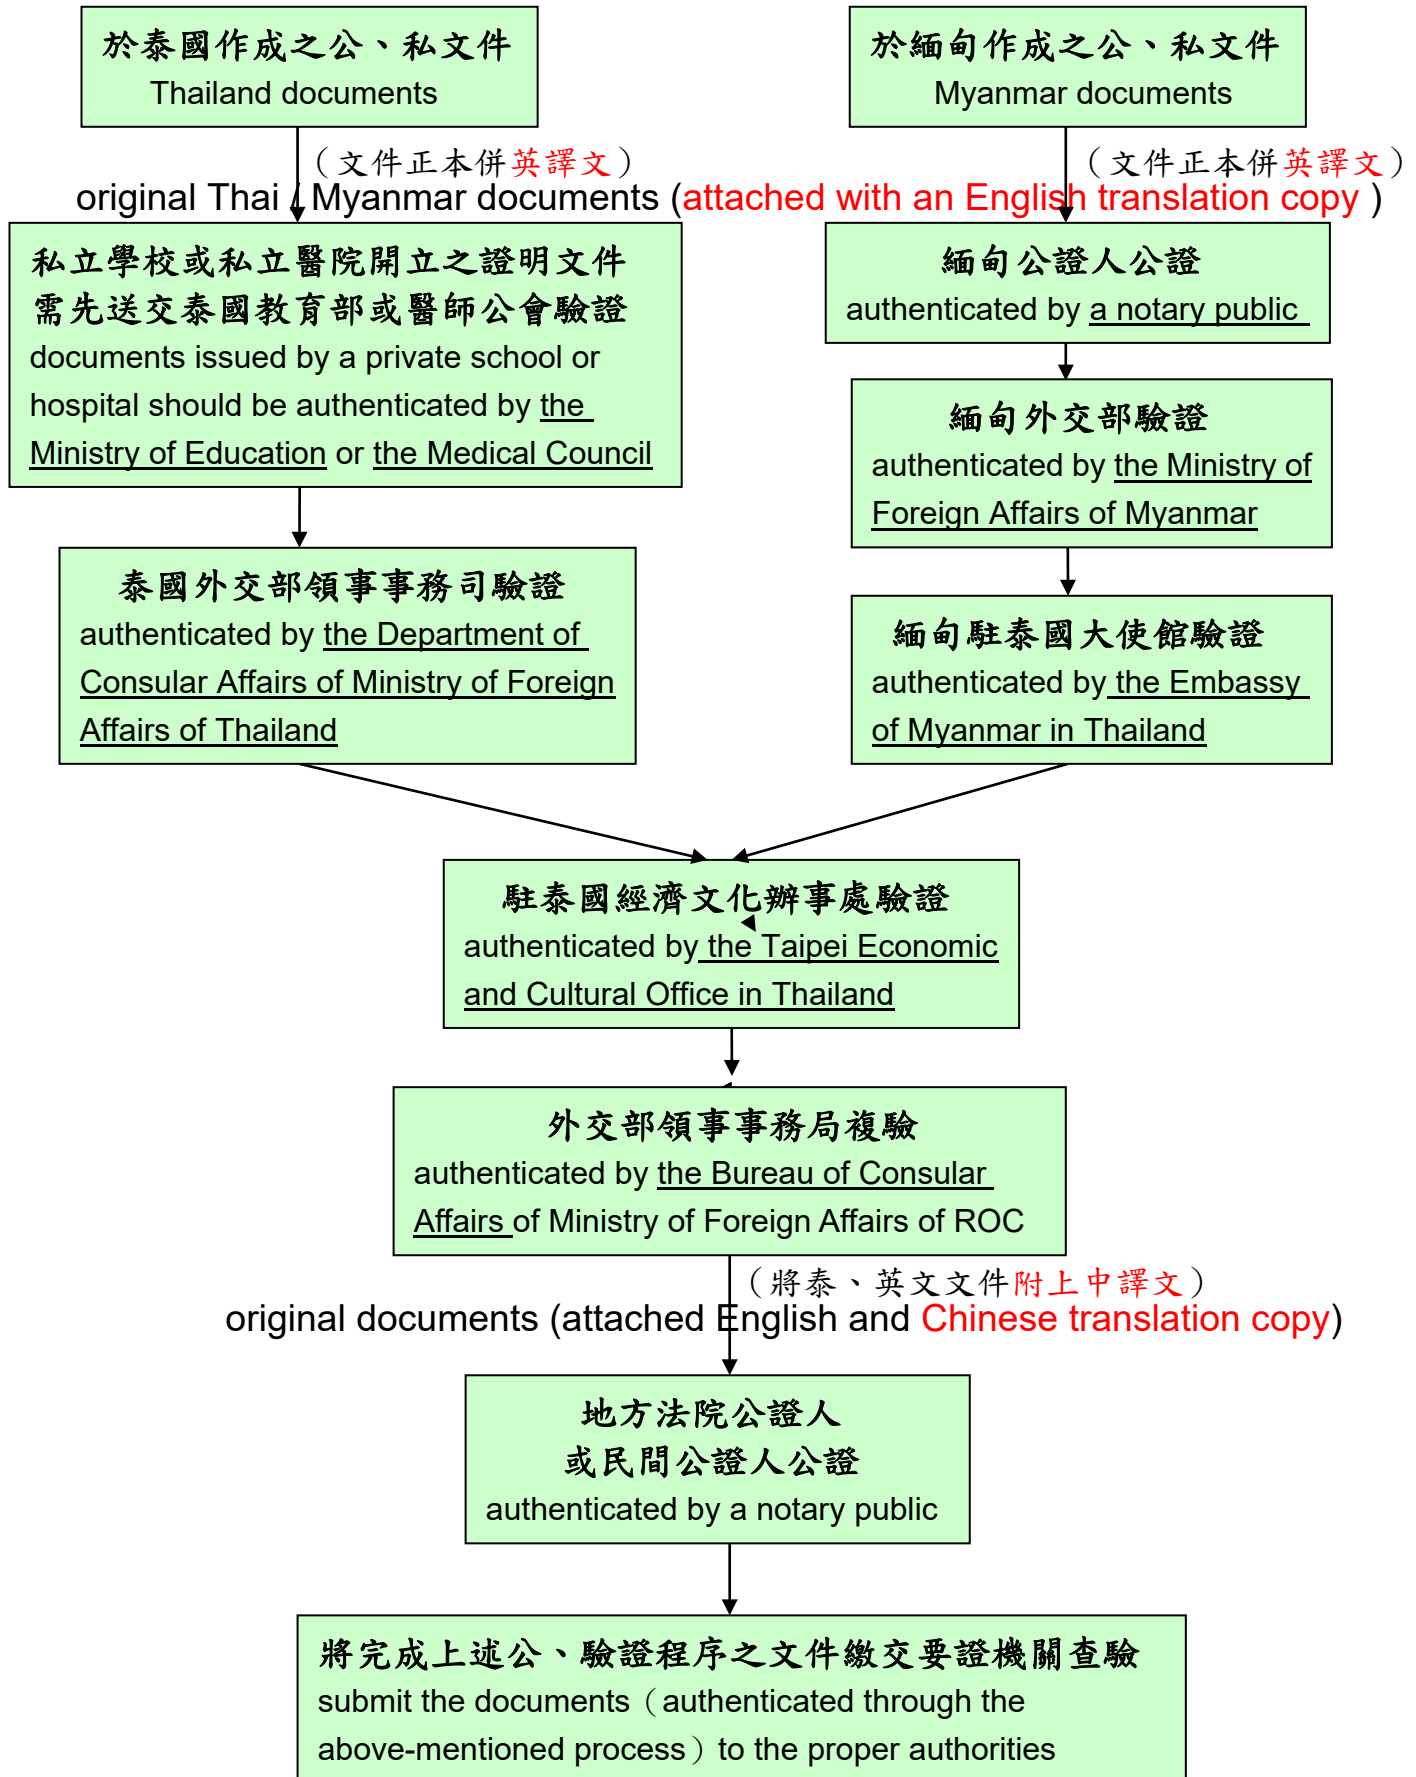 於泰國作成之公、私文件
Thailand documents
於緬甸作成之公、私文件
Myanmar documents
（文件正本併英譯文）
（文件正本併英譯文）
original Thai / Myanmar documents (attached with an English translation copy )
私立學校或私立醫院開立之證明文件
需先送交泰國教育部或醫師公會驗證
documents issued by a private school or
hospital should be authenticated by the
Ministry of Education or the Medical Council
緬甸公證人公證
authenticated by a notary public
緬甸外交部驗證
authenticated by the Ministry of
Foreign Affairs of Myanmar
泰國外交部領事事務司驗證
authenticated by the Department of
Consular Affairs of Ministry of Foreign
Affairs of Thailand
緬甸駐泰國大使館驗證
authenticated by the Embassy
of Myanmar in Thailand
駐泰國經濟文化辦事處驗證
authenticated by the Taipei Economic
and Cultural Office in Thailand
外交部領事事務局複驗
authenticated by the Bureau of Consular
Affairs of Ministry of Foreign Affairs of ROC
（將泰、英文文件附上中譯文）
original documents (attached English and Chinese translation copy)
地方法院公證人
或民間公證人公證
authenticated by a notary public
將完成上述公、驗證程序之文件繳交要證機關查驗
submit the documents（authenticated through the
above-mentioned process）to the proper authorities